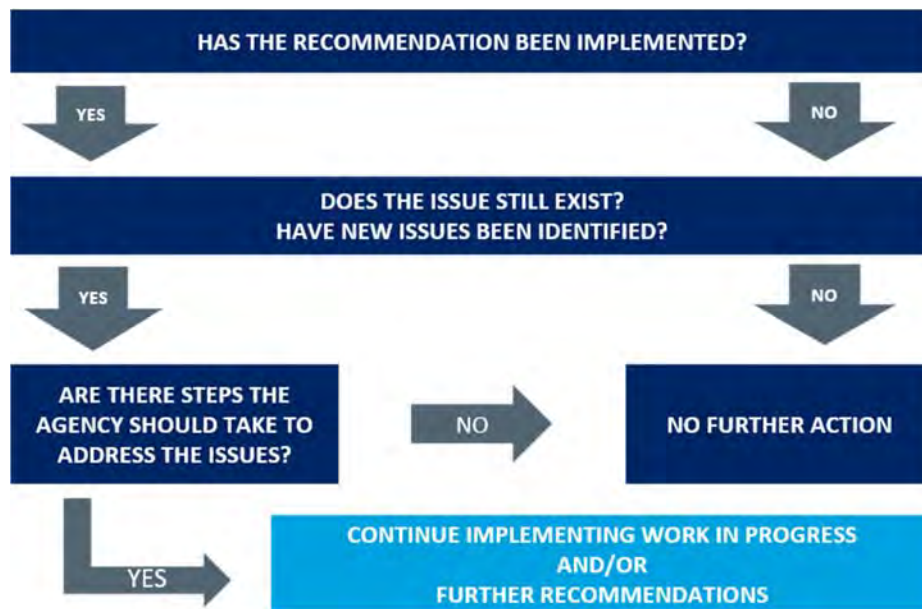 HAS THE RECOMMENDATION BEEN IMPLEMENTED?
YES
NO
DOES THE ISSUE STILL EXIST?
HAVE NEW ISSUES BEEN IDENTIFIED?
YES
NO
ARE THERE STEPS THE
AGENCY SHOULD TAKE TO
ADDRESS THE ISSUES?
NO
NO FURTHER ACTION
YES
CONTINUE IMPLEMENTING WORK IN PROGRESS
AND/OR
FURTHER RECOMMENDATIONS